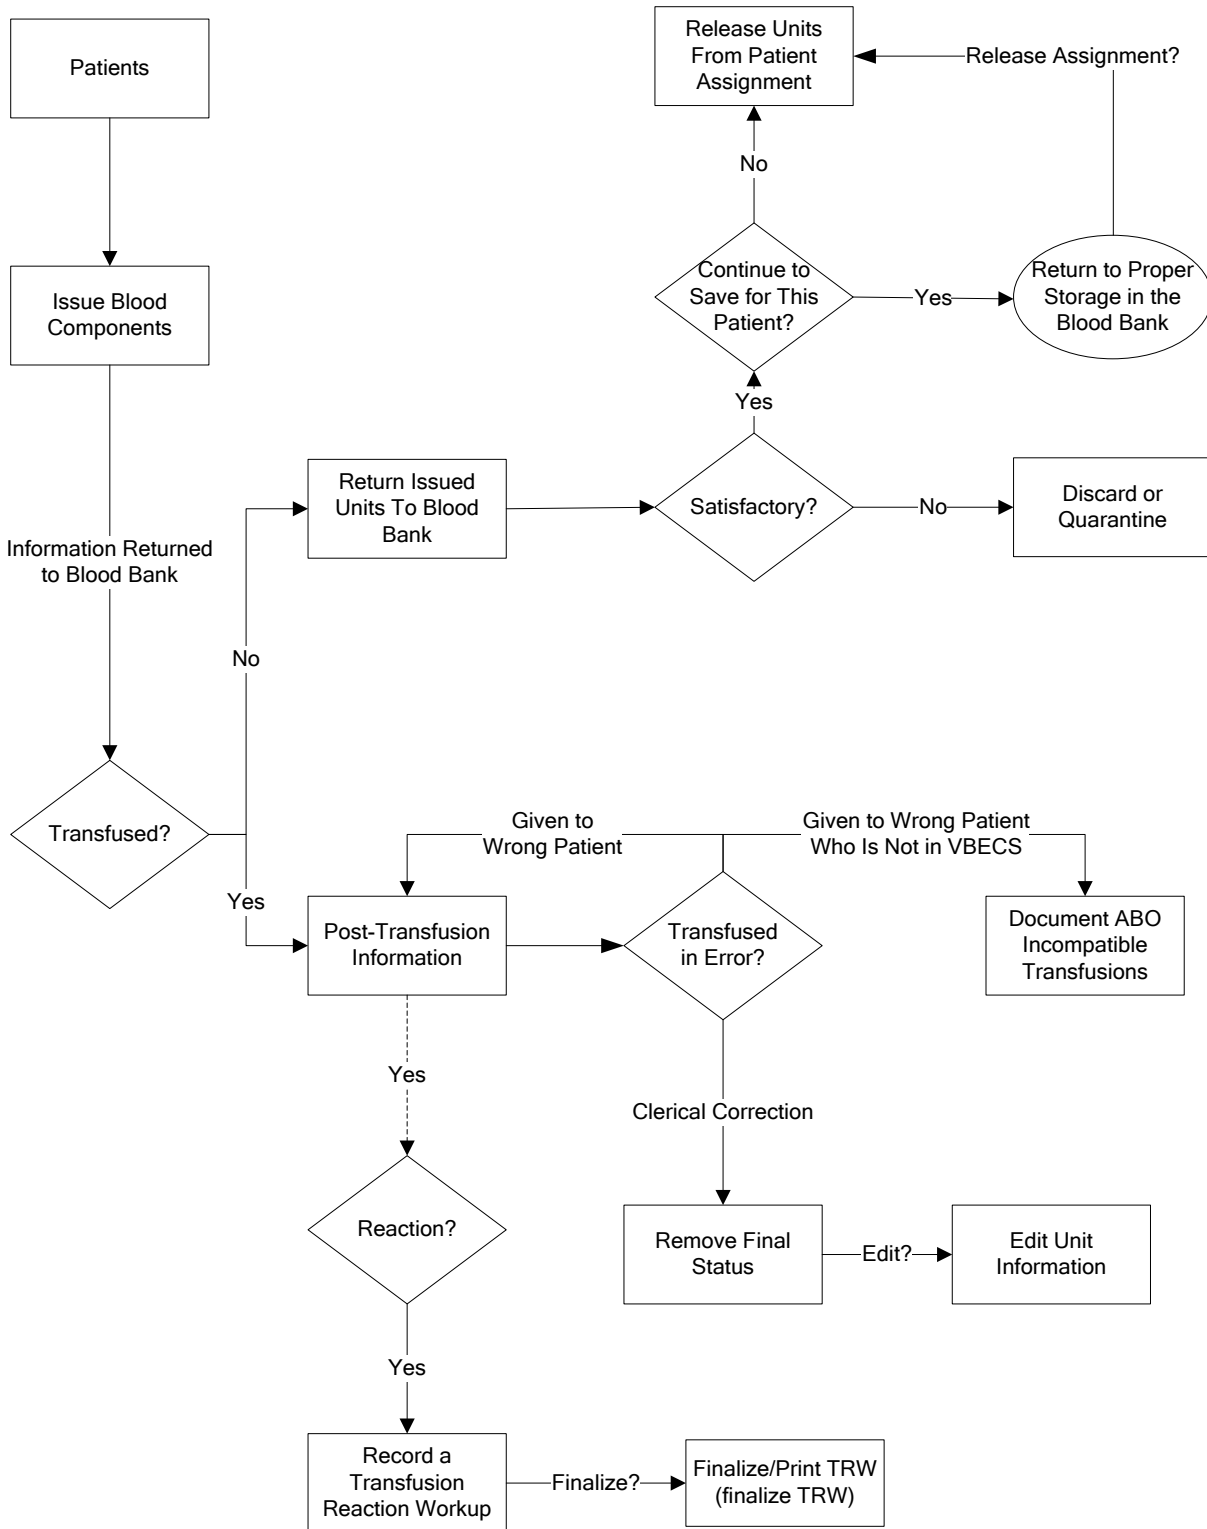 Patients
Release Units
From Patient
Assignment
Release Assignment?
No
Issue Blood
Components
Continue to
Save for This
Patient?
Yes
Return to Proper
Storage in the
Blood Bank
Yes
Information Returned
to Blood Bank
Return Issued
Units To Blood
Bank
Satisfactory?
No
Discard or
Quarantine
No
Transfused?
Yes
Given to
Wrong Patient
Given to Wrong Patient
Who Is Not in VBECS
Post-Transfusion
Information
Transfused
in Error?
Document ABO
Incompatible
Transfusions
Yes
Clerical Correction
Reaction?
Remove Final
Status
Edit?
Edit Unit
Information
Yes
Record a
Transfusion
Reaction Workup
Finalize?
Finalize/Print TRW
(finalize TRW)